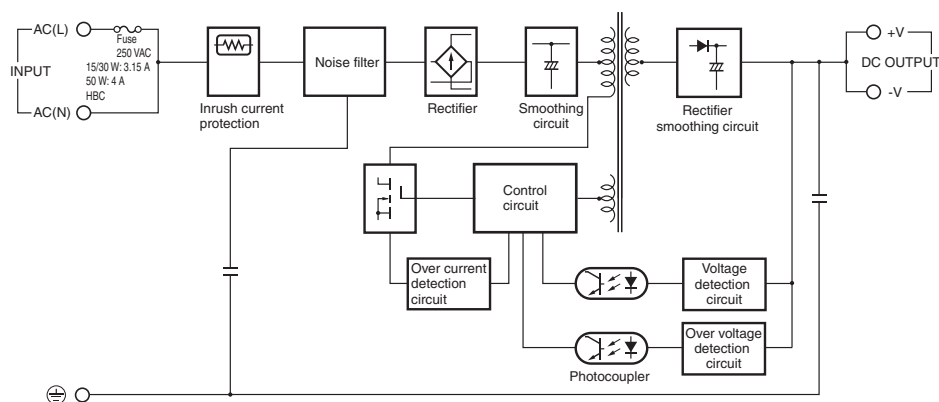 AC(L)
Fuse
250 VAC
15/30 W: 3.15 A
50 W: 4 A
HBC
INPUT
AC(N)
Inrush current
protection
Noise filter
Rectifier
Smoothing
circuit
Rectifier
smoothing circuit
+V
DC OUTPUT
-V
Control
circuit
Over current
detection
circuit
Voltage
detection
circuit
Over voltage
detection
circuit
Photocoupler